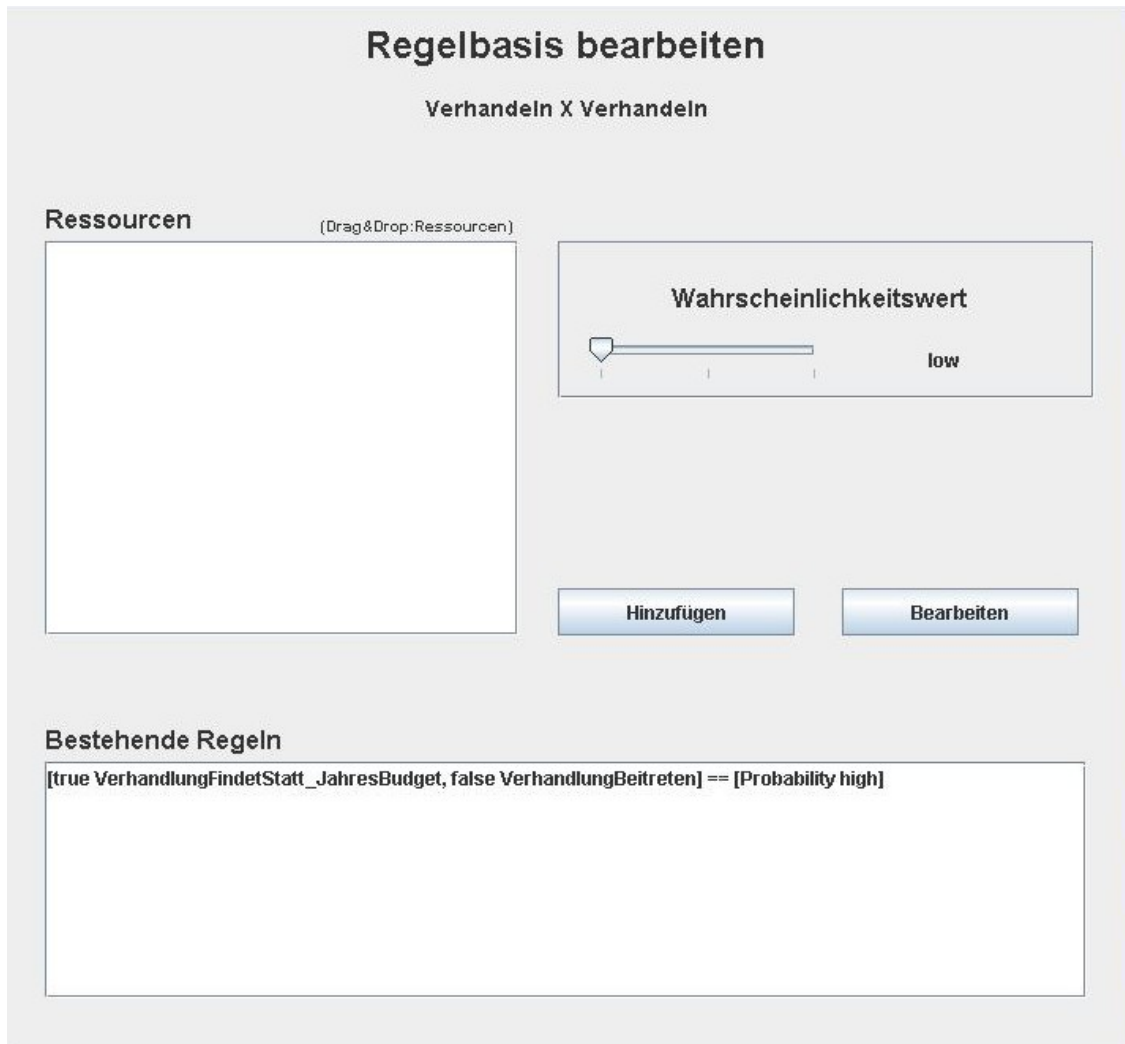 Regelbasis bearbeiten
Verhandeln X Verhandeln
Ressourcen
(Drag&Drop:Ressourcen)
Wahrscheinlichkeitswert
low
Hinzufügen
Bearbeiten
Bestehende Regeln
[true VerhandlungFindetStatt_JahresBudget, false VerhandlungBeitreten] == [Probability high]